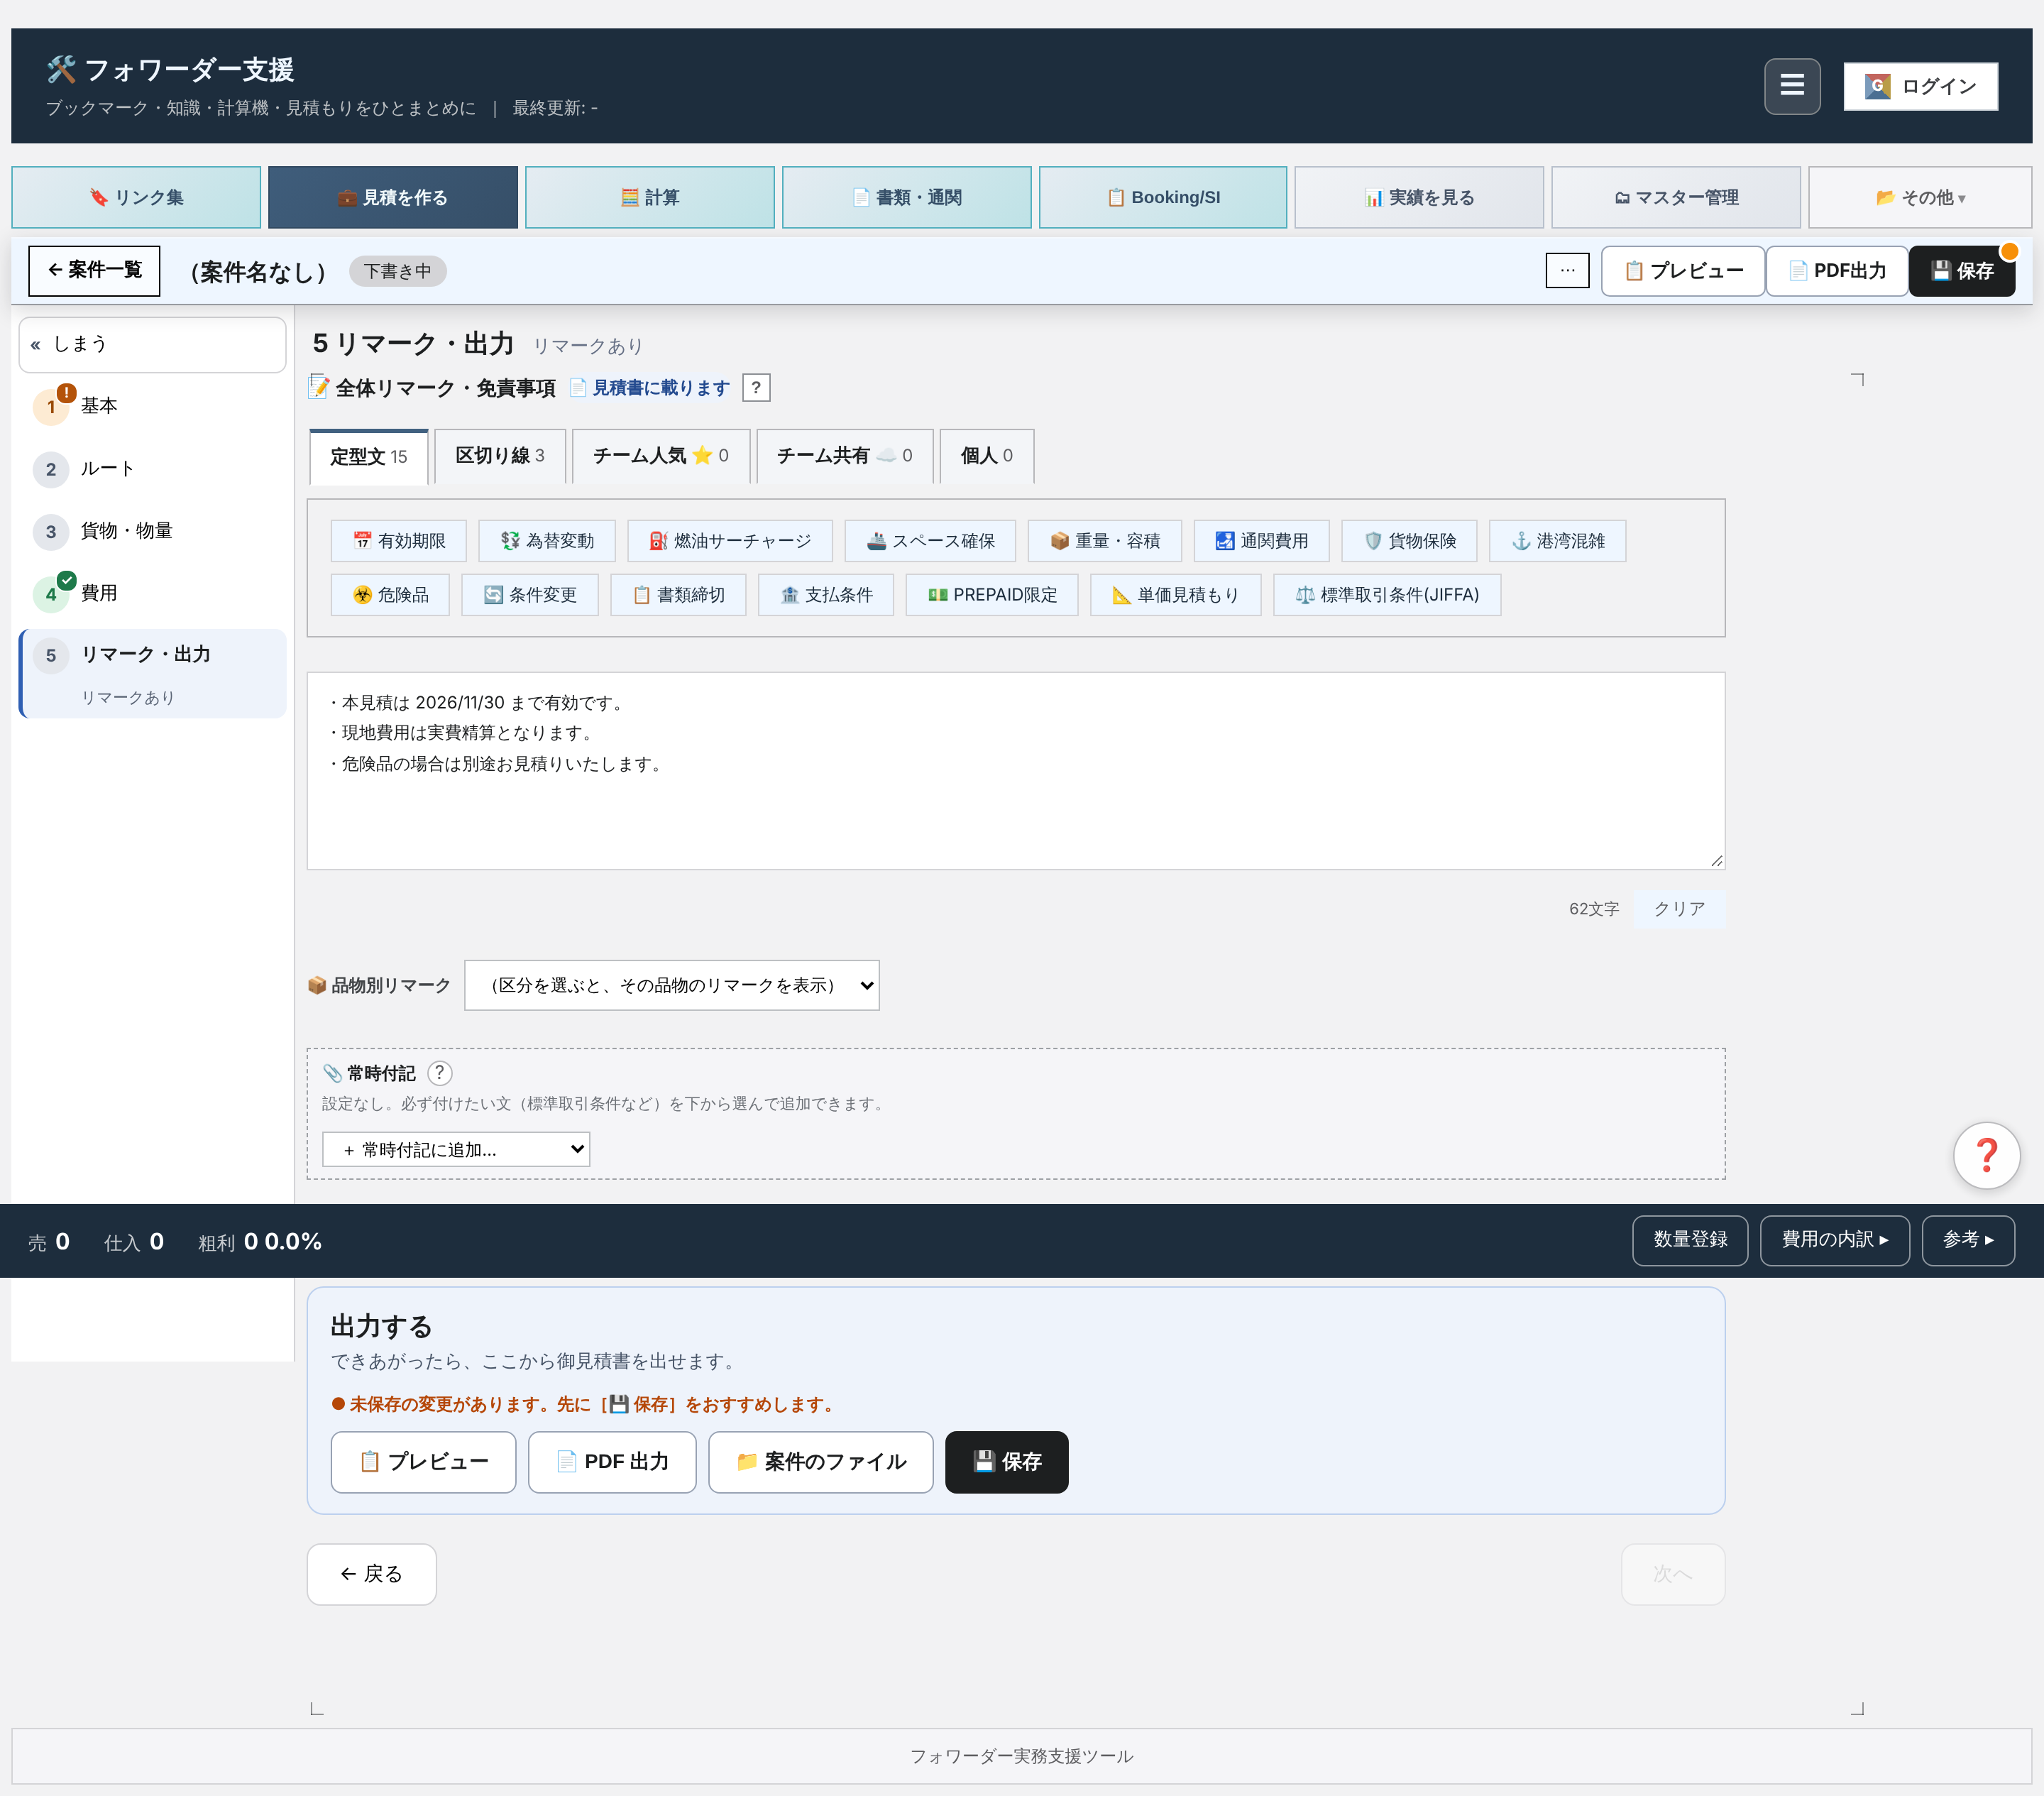 🛠️ フォワーダー支援
ブックマーク・知識・計算機・見積もりをひとまとめに ｜ 最終更新: -
☰
G ログイン
🔖 リンク集
💼 見積を作る
🧮 計算
📄 書類・通関
📋 Booking/SI
📊 実績を見る
🗂 マスター管理
📂 その他 ▾
← 案件一覧
（案件名なし）
下書き中
…
📋 プレビュー
📄 PDF出力
💾 保存
« しまう
1 ! 基本
2 ルート
3 貨物・物量
4 費用
5 リマーク・出力
リマークあり
5 リマーク・出力 リマークあり
📝 全体リマーク・免責事項 📄 見積書に載ります ?
定型文 15
区切り線 3
チーム人気 ⭐ 0
チーム共有 ☁️ 0
個人 0
📅 有効期限
💱 為替変動
⛽ 燃油サーチャージ
🚢 スペース確保
📦 重量・容積
🛃 通関費用
🛡️ 貨物保険
⚓ 港湾混雑
☣️ 危険品
🔄 条件変更
📋 書類締切
🏦 支払条件
💵 PREPAID限定
📐 単価見積もり
⚖️ 標準取引条件(JIFFA)
・本見積は 2026/11/30 まで有効です。
・現地費用は実費精算となります。
・危険品の場合は別途お見積りいたします。
62文字 クリア
📦 品物別リマーク （区分を選ぶと、その品物のリマークを表示）
📎 常時付記 ?
設定なし。必ず付けたい文（標準取引条件など）を下から選んで追加できます。
＋ 常時付記に追加…
❓
売 0 仕入 0 粗利 0 0.0%
数量登録
費用の内訳 ▸
参考 ▸
出力する
できあがったら、ここから御見積書を出せます。
● 未保存の変更があります。先に［💾 保存］をおすすめします。
📋 プレビュー
📄 PDF 出力
📁 案件のファイル
💾 保存
← 戻る
次へ
フォワーダー実務支援ツール